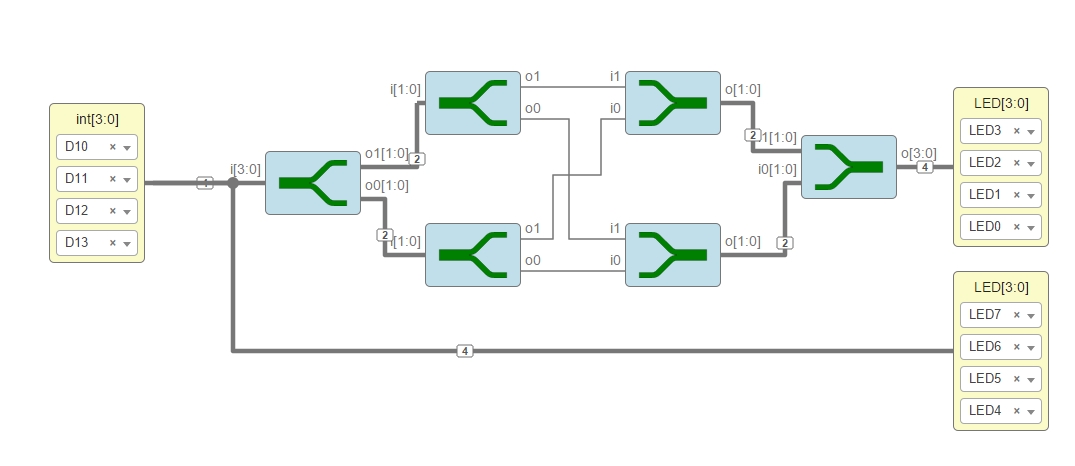 int[3:0]
D10
D11
D12
D13
i[3:0]
o1[1:0]
o0[1:0]
2
2
i[1:0]
o1
o0
i[1:0]
o1
o0
i1
i0
o[1:0]
i1
i0
o[1:0]
2
2
1[1:0]
i0[1:0]
o[3:0]
4
4
LED[3:0]
LED3
LED2
LED1
LED0
LED[3:0]
LED7
LED6
LED5
LED4